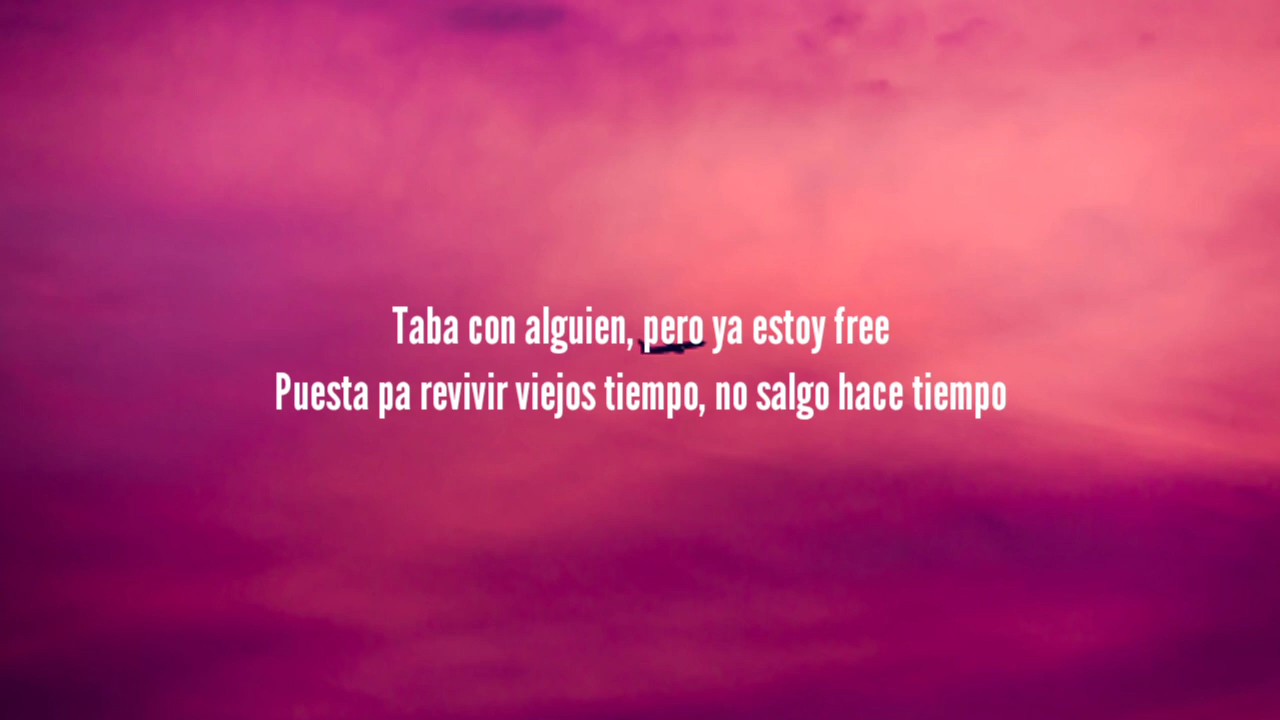 Taba con alguien, pero ya estoy free
Puesta pa revivir viejos tiempo, no salgo hace tiempo